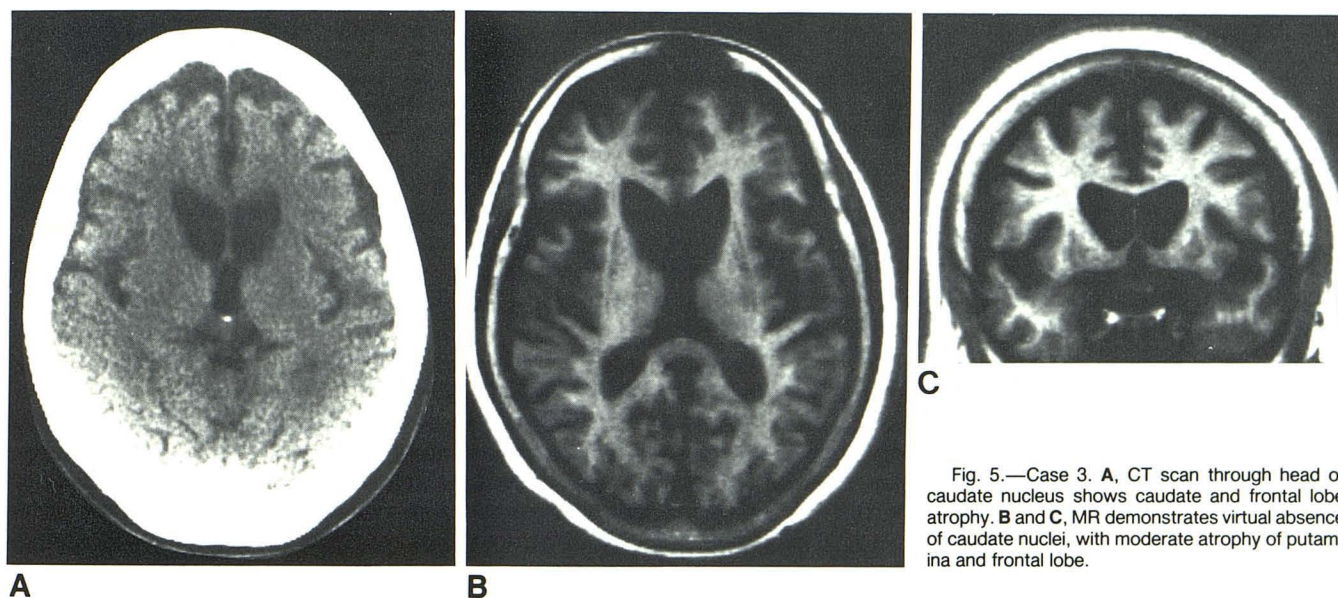 A
B
C
Fig. 5.—Case 3. A, CT scan through head o
caudate nucleus shows caudate and frontal lobe
atrophy. B and C, MR demonstrates virtual absence
of caudate nuclei, with moderate atrophy of putam-
ina and frontal lobe.